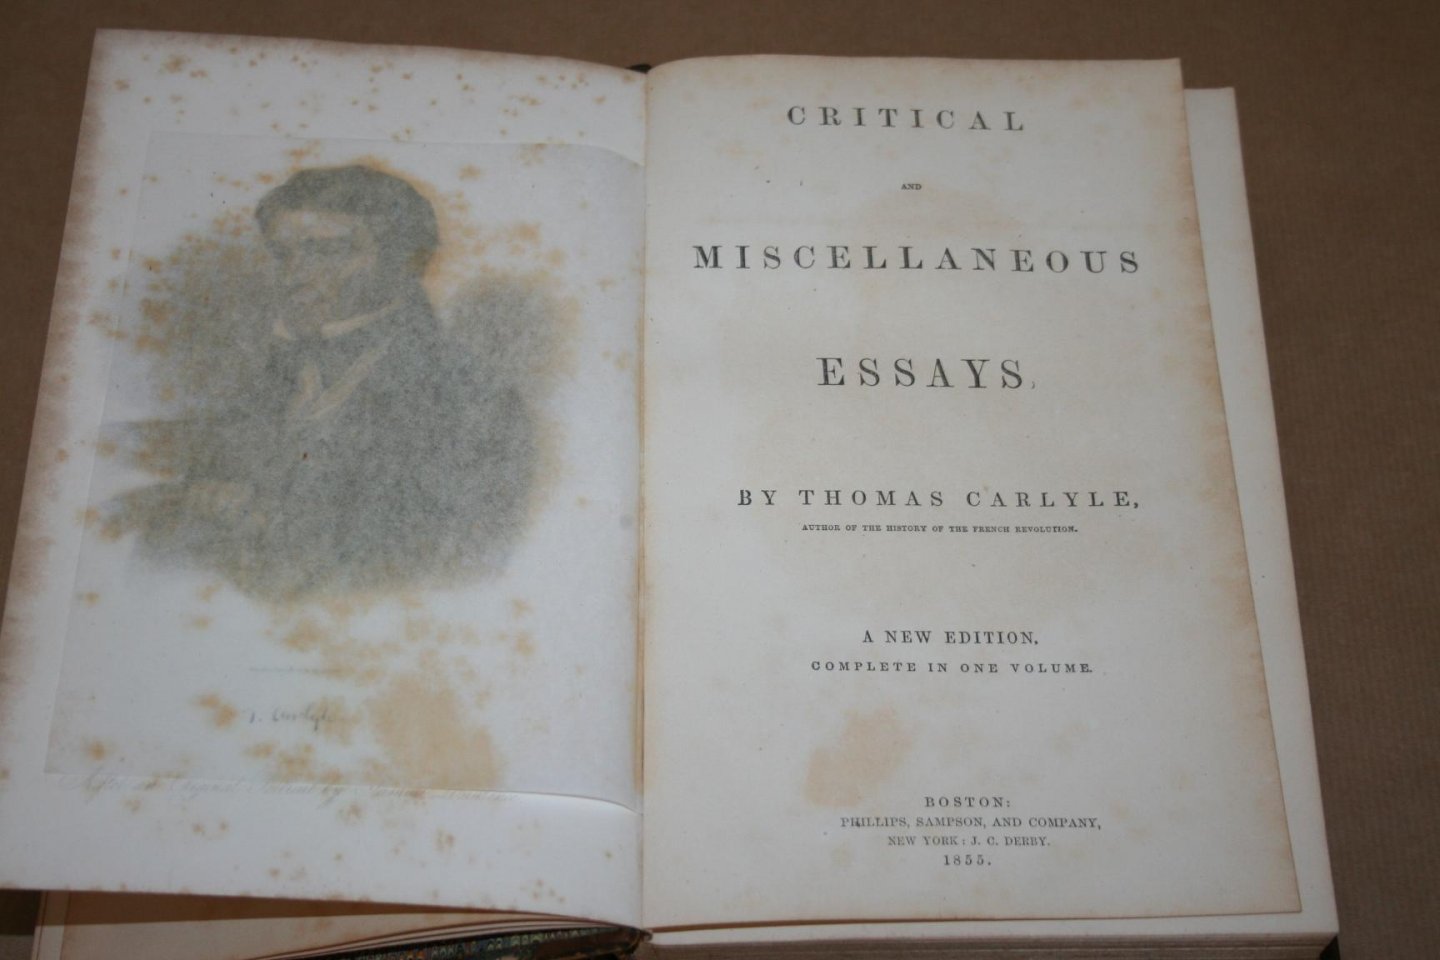 T. Carlyle
CRITICAL
AND
MISCELLANEOUS
ESSAYS,
BY THOMAS CARLYLE,
AUTHOR OF THE HISTORY OF THE FRENCH REVOLUTION.
A NEW EDITION,
COMPLETE IN ONE VOLUME.
BOSTON:
PHILLIPS, SAMPSON, AND COMPANY,
NEW YORK: J. C. DERBY.
1855.